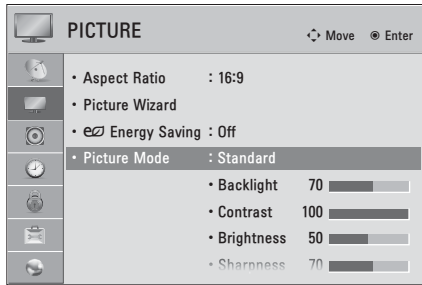 PICTURE
Move Enter
• Aspect Ratio : 16:9
• Picture Wizard
• Energy Saving : Off
• Picture Mode : Standard
• Backlight 70
• Contrast 100
• Brightness 50
• Sharpness 70